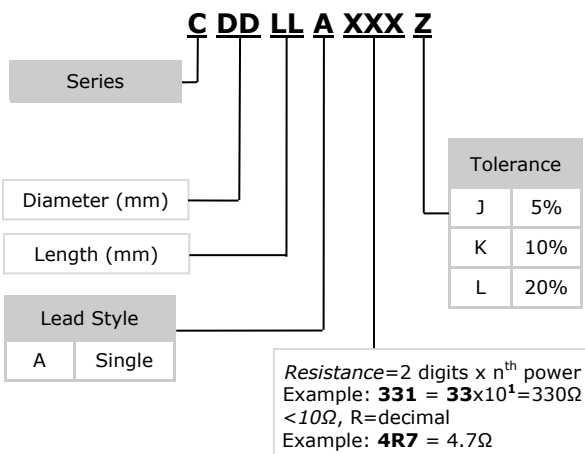 C DD LL A XXX Z
Series
Diameter (mm)
Length (mm)
Lead Style
A Single
Tolerance
J 5%
K 10%
L 20%
Resistance=2 digits x nth power
Example: 331 = 33x10¹=330Ω
<10Ω, R=decimal
Example: 4R7 = 4.7Ω